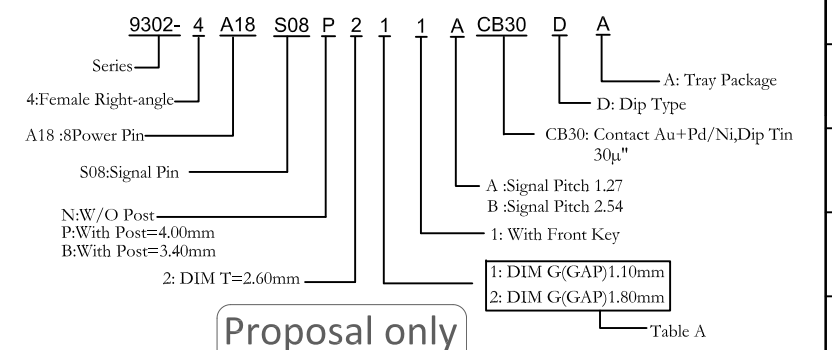 9302- 4 A18 S08 P 2 1 1 A CB30 D A
Series
A: Tray Package
4:Female Right-angle
D: Dip Type
A18 :8Power Pin
CB30: Contact Au+Pd/Ni,Dip Tin
30μ"
S08:Signal Pin
A :Signal Pitch 1.27
B :Signal Pitch 2.54
N:W/O Post
P:With Post=4.00mm
B:With Post=3.40mm
1: With Front Key
2: DIM T=2.60mm
1: DIM G(GAP)1.10mm
2: DIM G(GAP)1.80mm
Table A
Proposal only